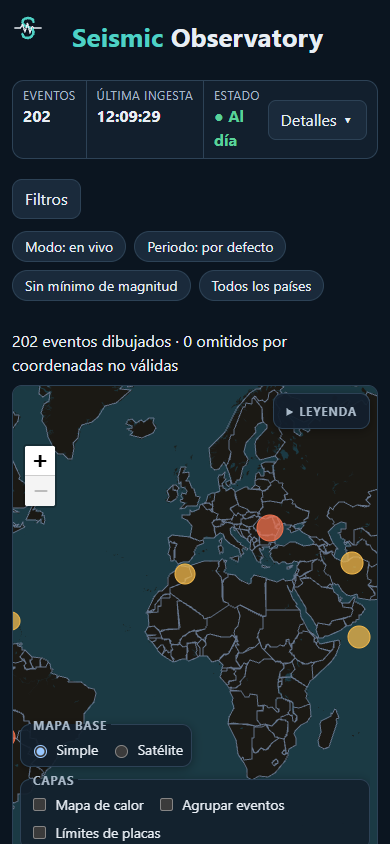 Seismic Observatory
EVENTOS
202
ÚLTIMA INGESTA
12:09:29
ESTADO
● Al
día
Detalles ▼
Filtros
Modo: en vivo
Periodo: por defecto
Sin mínimo de magnitud
Todos los países
202 eventos dibujados · 0 omitidos por
coordenadas no válidas
▶ LEYENDA
+
−
MAPA BASE
Simple
Satélite
CAPAS
Mapa de calor
Agrupar eventos
Límites de placas